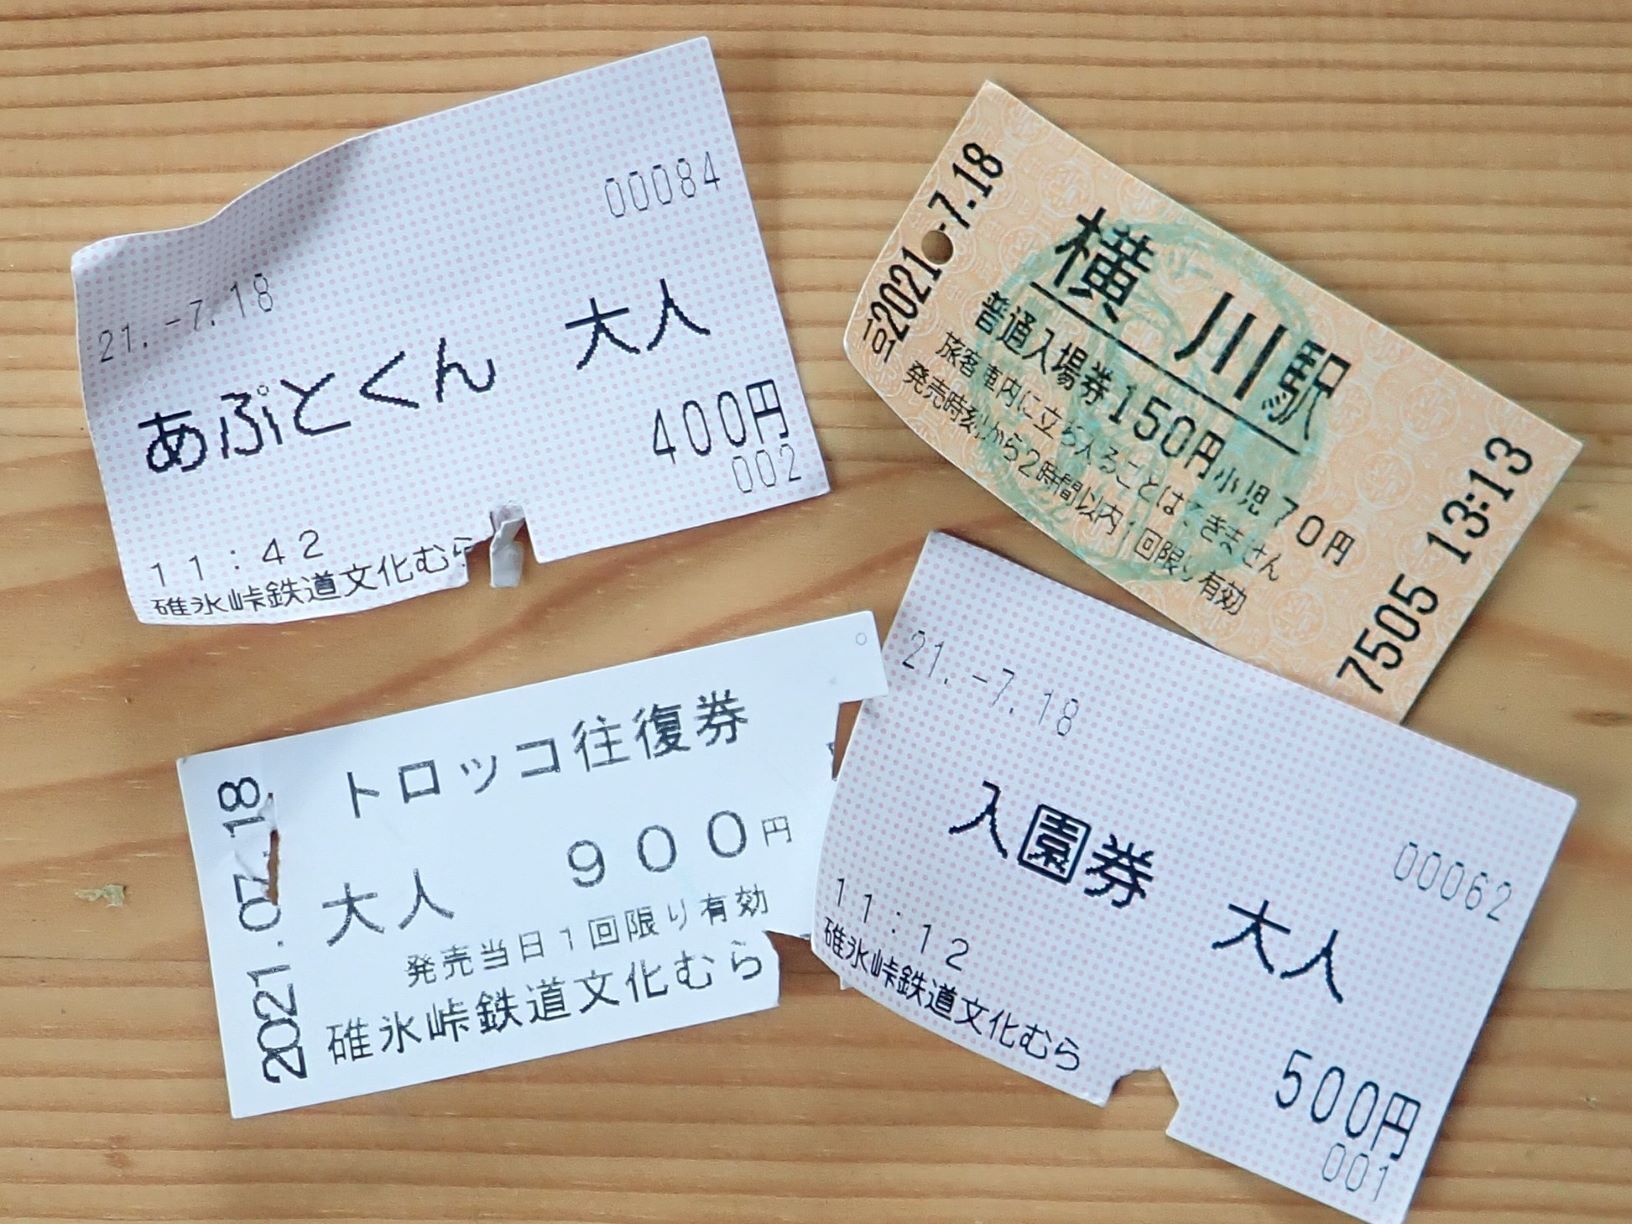 00084
21.-7.18
あぷとくん 大人
400円
002
11:42
碓氷峠鉄道文化むら
2021.-7.18
横川駅
普通入場券150円小児70円
旅客車内に立ち入ることはできません
発売時刻から2時間以内1回限り有効
101
7505 13:13
2021.07.18
トロッコ往復券
大人 900円
発売当日1回限り有効
碓氷峠鉄道文化むら
21.-7.18
00062
入園券 大人
11:12
碓氷峠鉄道文化むら
500円
001